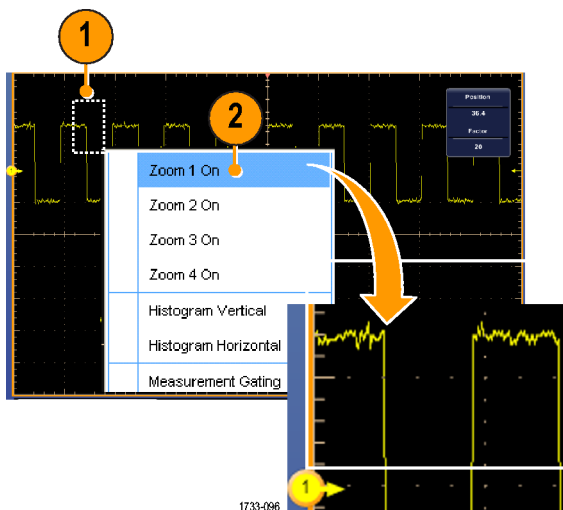 1
2
Position
36.4
Factor
20
Zoom 1 On
Zoom 2 On
Zoom 3 On
Zoom 4 On
Histogram Vertical
Histogram Horizontal
Measurement Gating
1
1733-096